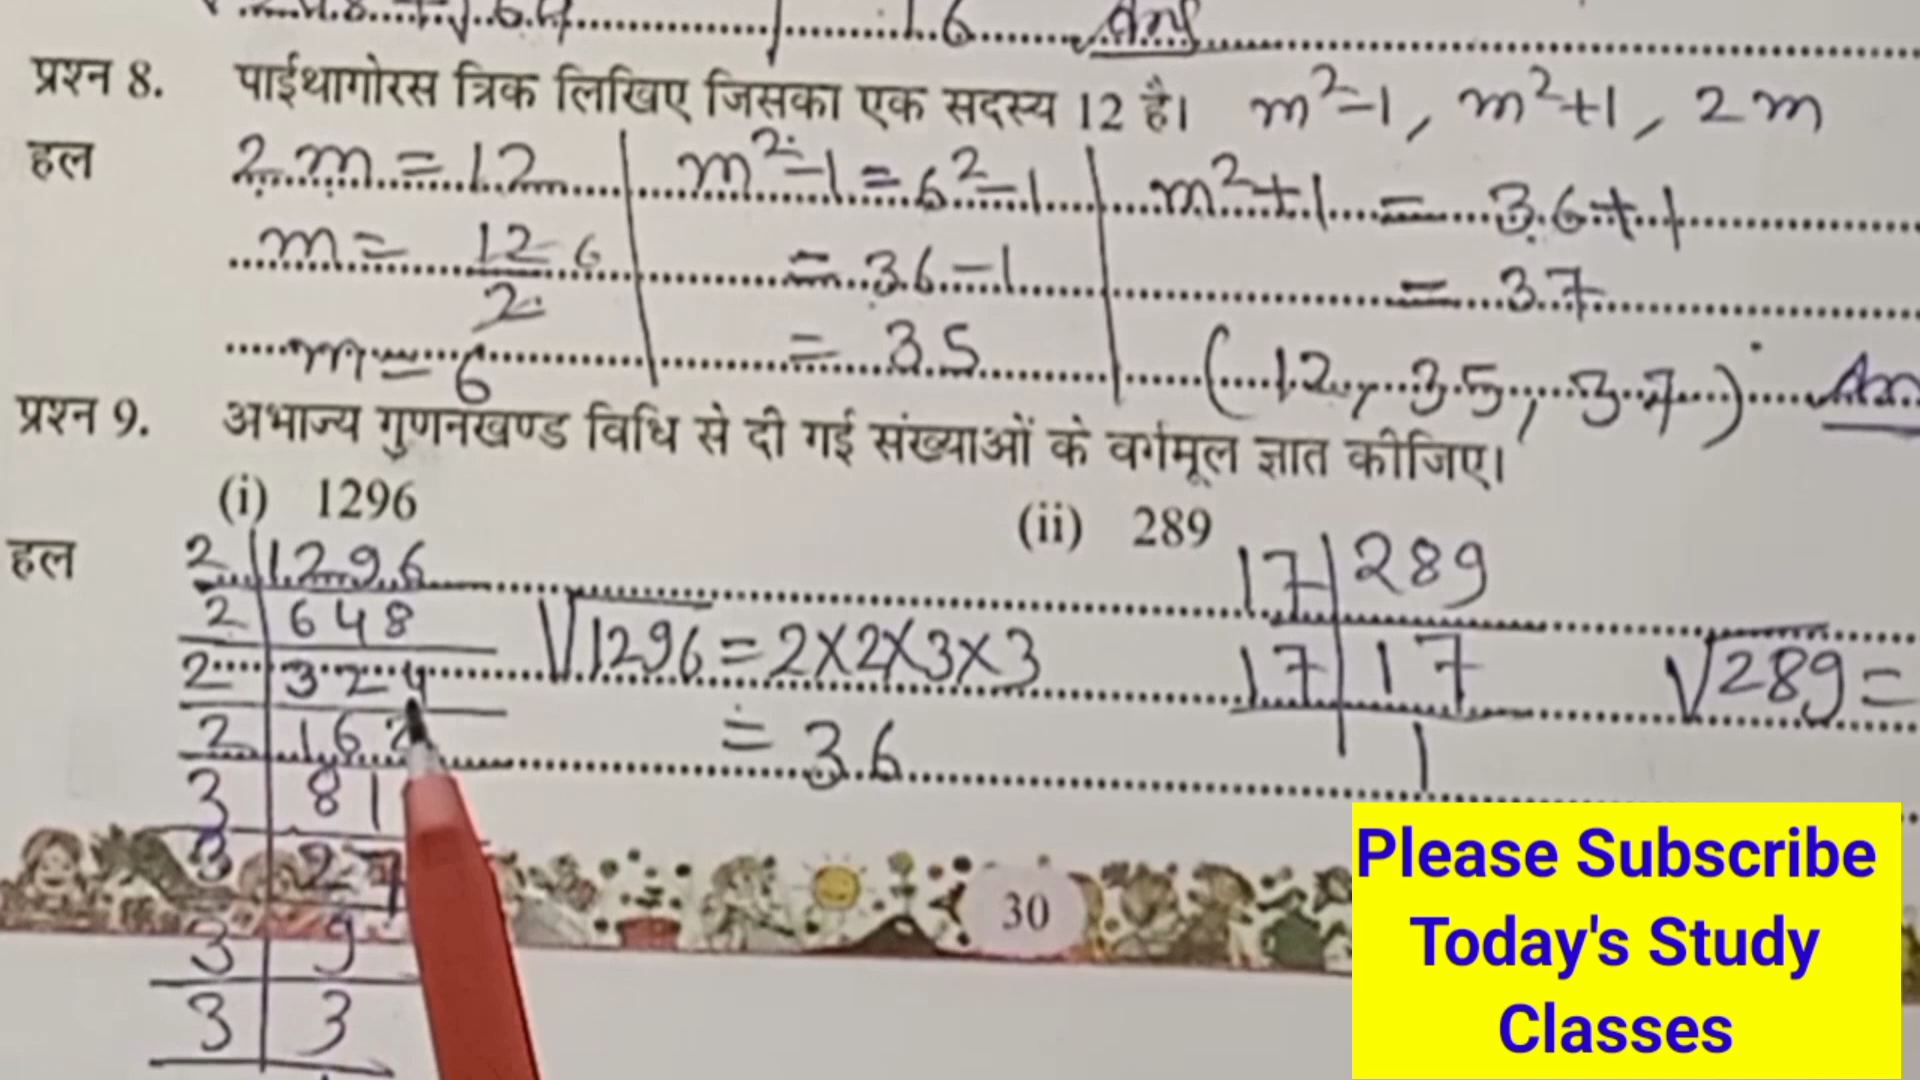 1.6 Ans
प्रश्न 8. पाईथागोरस त्रिक लिखिए जिसका एक सदस्य 12 है। m²-1, m²+1, 2m
हल 2m = 12 m²-1 = 6²-1 m²+1 = 36+1
m = 12/2 6 = 36-1 = 37
m = 6 = 35 (12, 35, 37) Ans
प्रश्न 9. अभाज्य गुणनखण्ड विधि से दी गई संख्याओं के वर्गमूल ज्ञात कीजिए।
(i) 1296 (ii) 289
हल 2 | 1296 17 | 289
2 | 648 √1296 = 2×2×3×3 17 | 17 √289 =
2 | 324 1
2 | 162 = 36
3 | 81
3 | 27
3 | 9
3 | 3
30
Please Subscribe
Today's Study
Classes